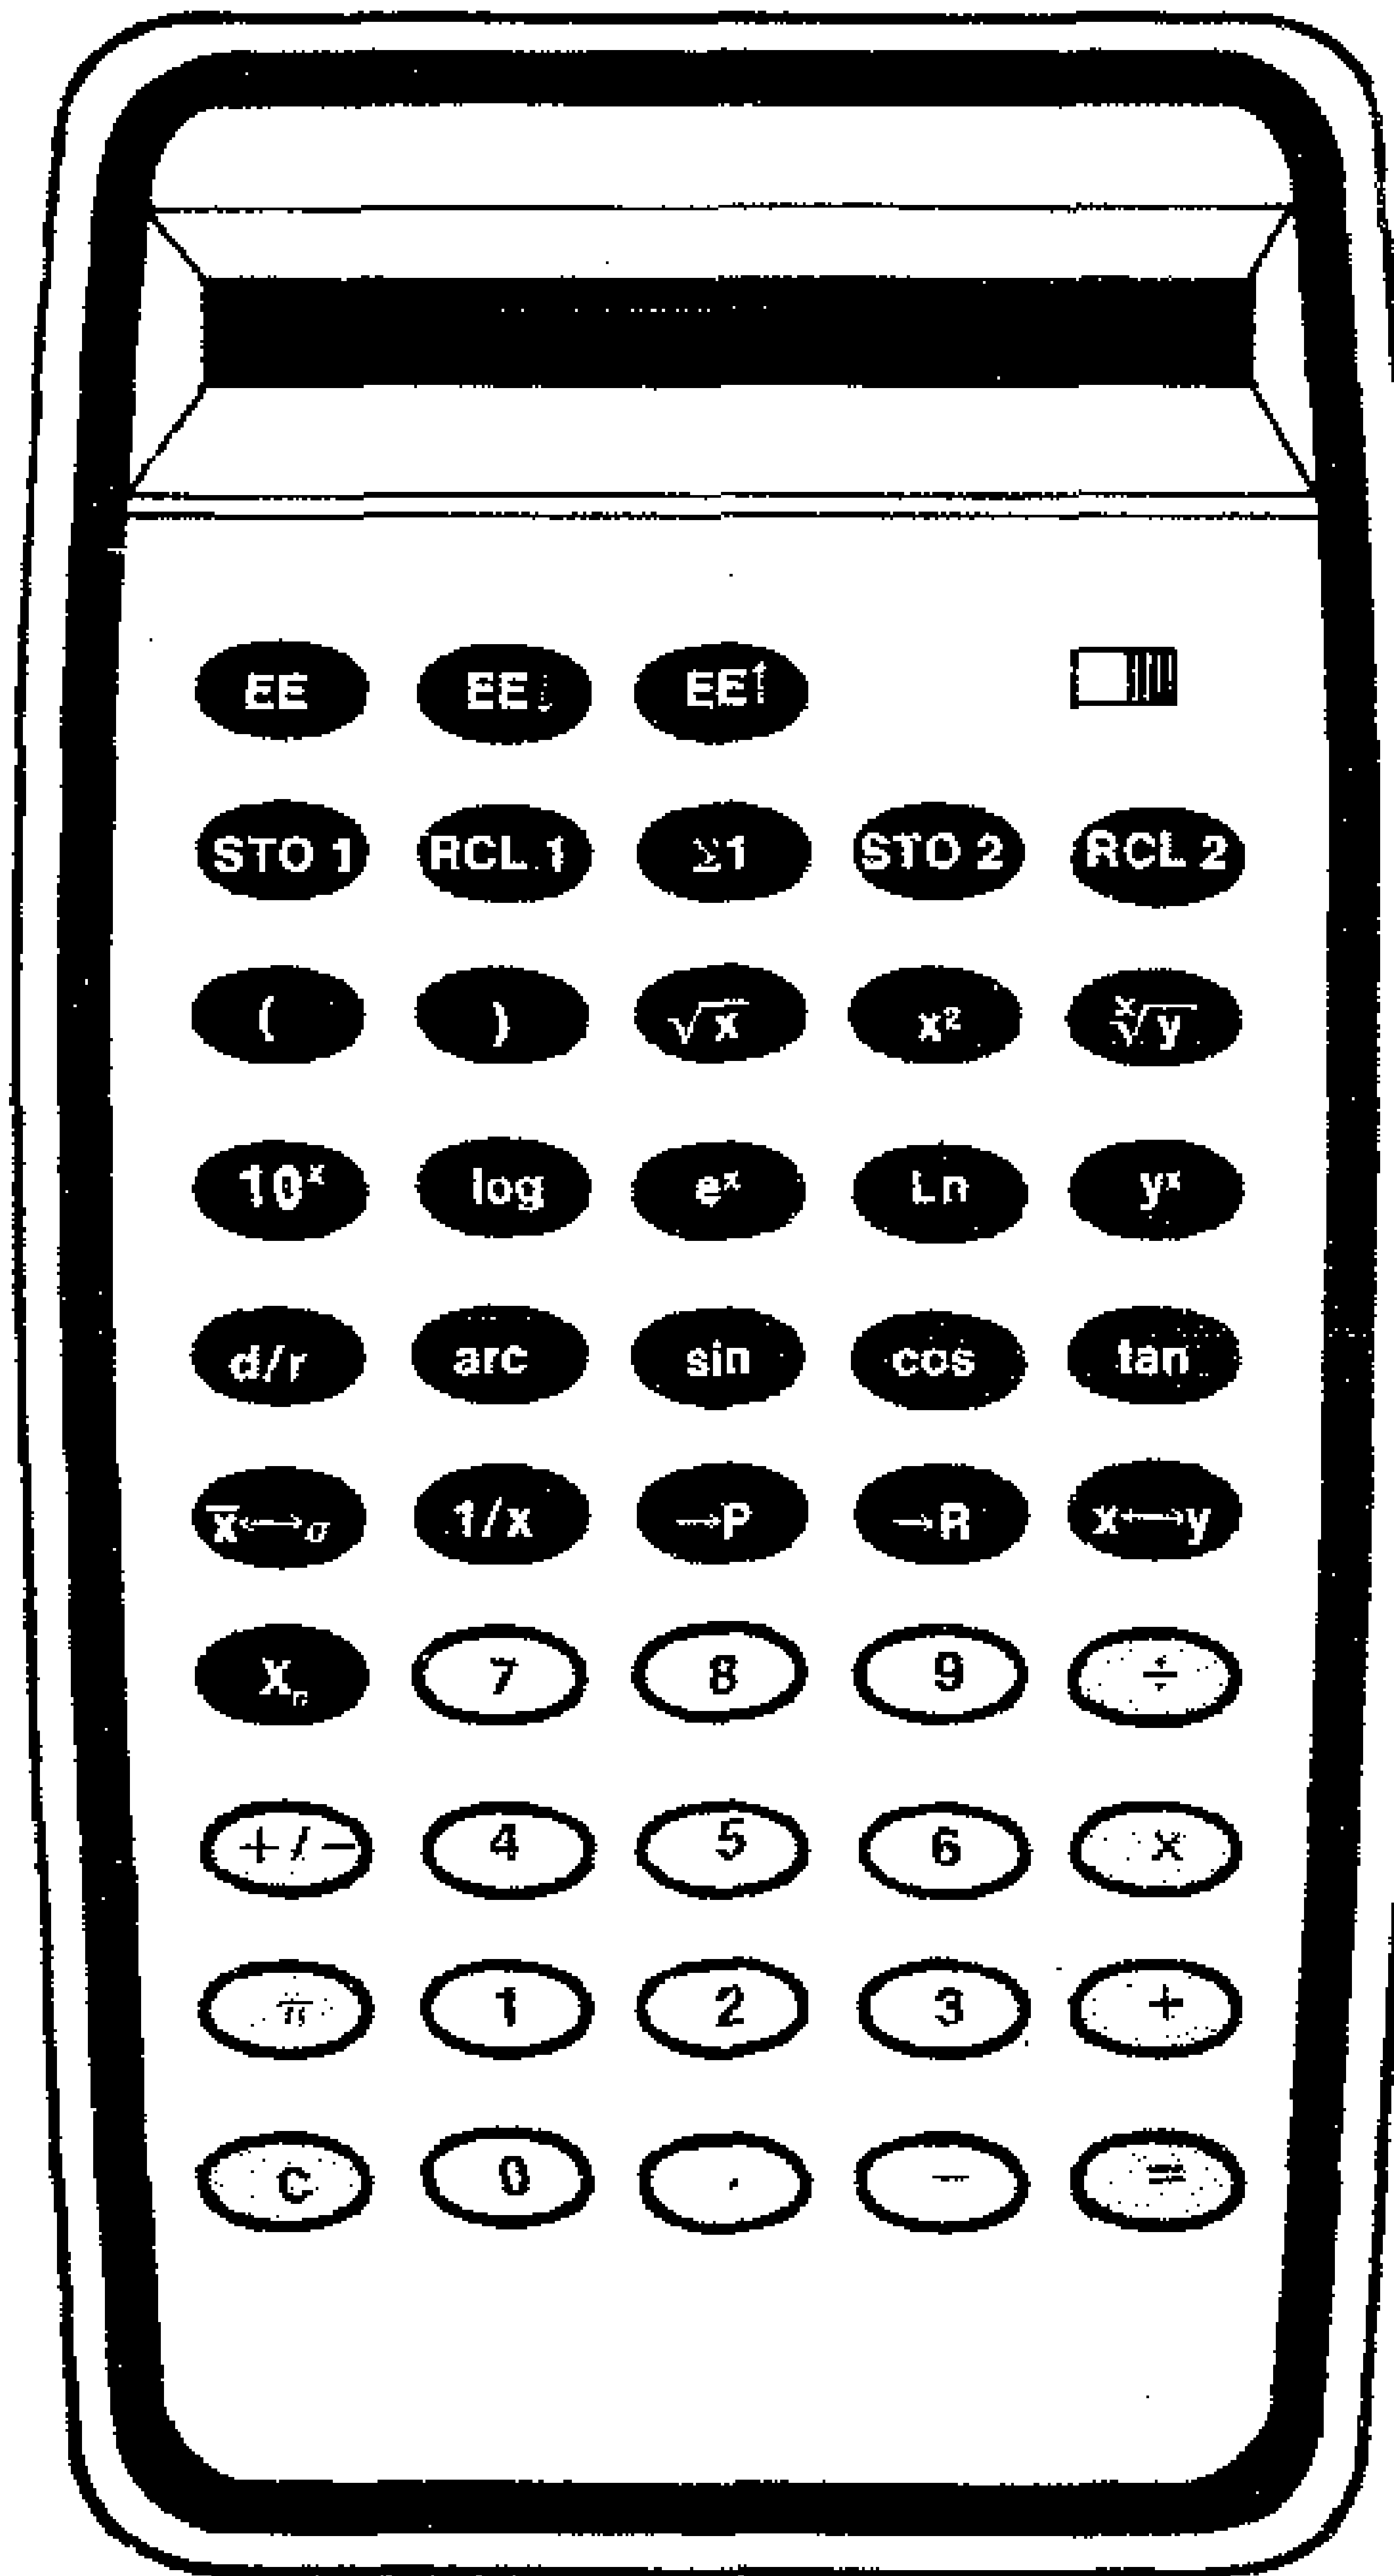 EE EE↓ EE↑
STO 1 RCL 1 Σ1 STO 2 RCL 2
( ) √x x² ˣ√y
10ˣ log eˣ Ln yˣ
d/r arc sin cos tan
x̄←→σ 1/x →P →R x←→y
Xₙ 7 8 9 ÷
+/− 4 5 6 ×
π 1 2 3 +
C 0 . − =